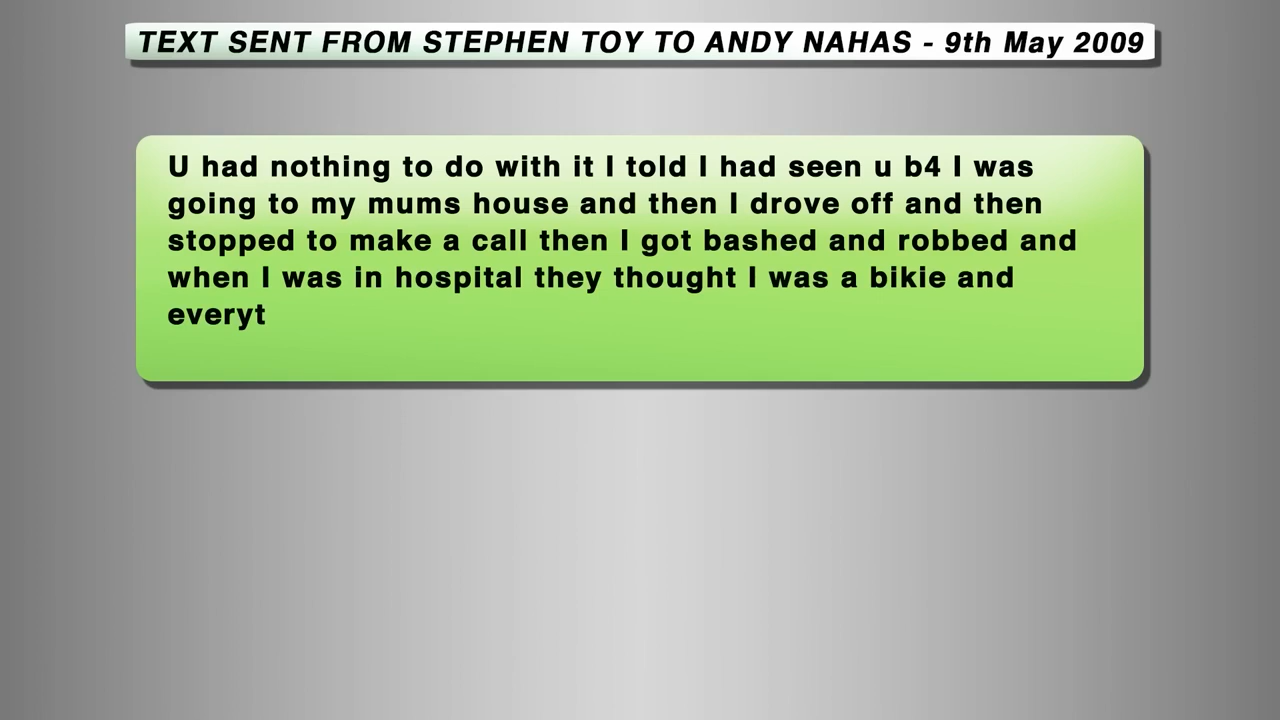 TEXT SENT FROM STEPHEN TOY TO ANDY NAHAS - 9th May 2009
U had nothing to do with it I told I had seen u b4 I was
going to my mums house and then I drove off and then
stopped to make a call then I got bashed and robbed and
when I was in hospital they thought I was a bikie and
everyt